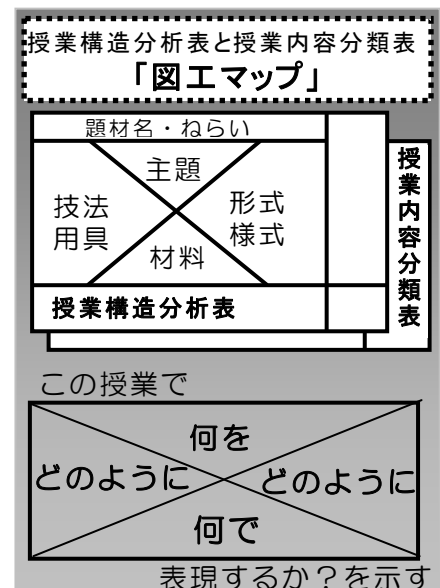 授業構造分析表と授業内容分類表
「図工マップ」
題材名・ねらい
主題
技法
用具
形式
様式
材料
授業構造分析表
授業内容分類表
この授業で
何を
どのように
どのように
何で
表現するか?を示す